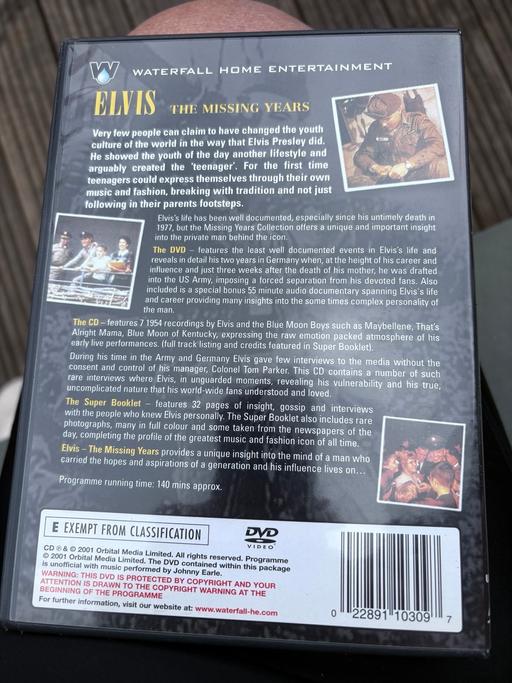 W WATERFALL HOME ENTERTAINMENT
ELVIS THE MISSING YEARS
Very few people can claim to have changed the youth
culture of the world in the way that Elvis Presley did.
He showed the youth of the day another lifestyle and
arguably created the 'teenager'. For the first time
teenagers could express themselves through their own
music and fashion, breaking with tradition and not just
following in their parents footsteps.
Elvis's life has been well documented, especially since his untimely death in
1977, but the Missing Years Collection offers a unique and important insight
into the private man behind the icon.
The DVD – features the least well documented events in Elvis's life and
reveals in detail his two years in Germany when, at the height of his career and
influence and just three weeks after the death of his mother, he was drafted
into the US Army, imposing a forced separation from his devoted fans. Also
included is a special bonus 55 minute audio documentary spanning Elvis's life
and career providing many insights into the some times complex personality of
the man.
The CD – features 7 1954 recordings by Elvis and the Blue Moon Boys such as Maybellene, That's
Alright Mama, Blue Moon of Kentucky, expressing the raw emotion packed atmosphere of his
early live performances. (full track listing and credits featured in Super Booklet).
During his time in the Army and Germany Elvis gave few interviews to the media without the
consent and control of his manager, Colonel Tom Parker. This CD contains a number of such
rare interviews where Elvis, in unguarded moments, revealing his vulnerability and his true,
uncomplicated nature that his world-wide fans understood and loved.
The Super Booklet – features 32 pages of insight, gossip and interviews
with the people who knew Elvis personally. The Super Booklet also includes rare
photographs, many in full colour and some taken from the newspapers of the
day, completing the profile of the greatest music and fashion icon of all time.
Elvis – The Missing Years provides a unique insight into the mind of a man who
carried the hopes and aspirations of a generation and his influence lives on...
Programme running time: 140 mins approx.
E EXEMPT FROM CLASSIFICATION
DVD
VIDEO
CD ℗ & © 2001 Orbital Media Limited. All rights reserved. Programme
© 2001 Orbital Media Limited. The DVD contained within this package
is unofficial with music performed by Johnny Earle.
WARNING: THIS DVD IS PROTECTED BY COPYRIGHT AND YOUR
ATTENTION IS DRAWN TO THE COPYRIGHT WARNING AT THE
BEGINNING OF THE PROGRAMME
For further information, visit our website at: www.waterfall-he.com
0 22891 10309 7